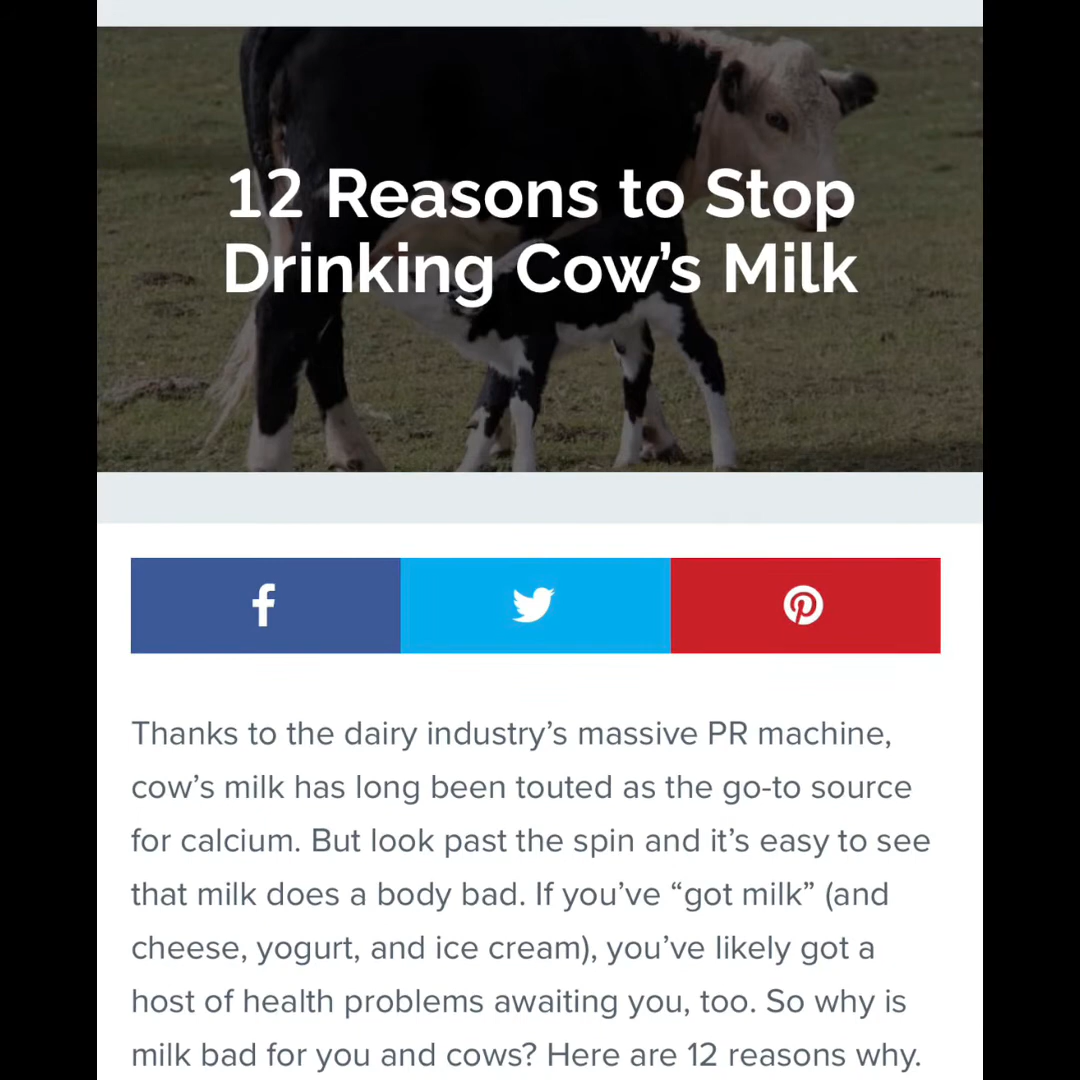 12 Reasons to Stop
Drinking Cow’s Milk
Thanks to the dairy industry’s massive PR machine,
cow’s milk has long been touted as the go-to source
for calcium. But look past the spin and it’s easy to see
that milk does a body bad. If you’ve “got milk” (and
cheese, yogurt, and ice cream), you’ve likely got a
host of health problems awaiting you, too. So why is
milk bad for you and cows? Here are 12 reasons why.